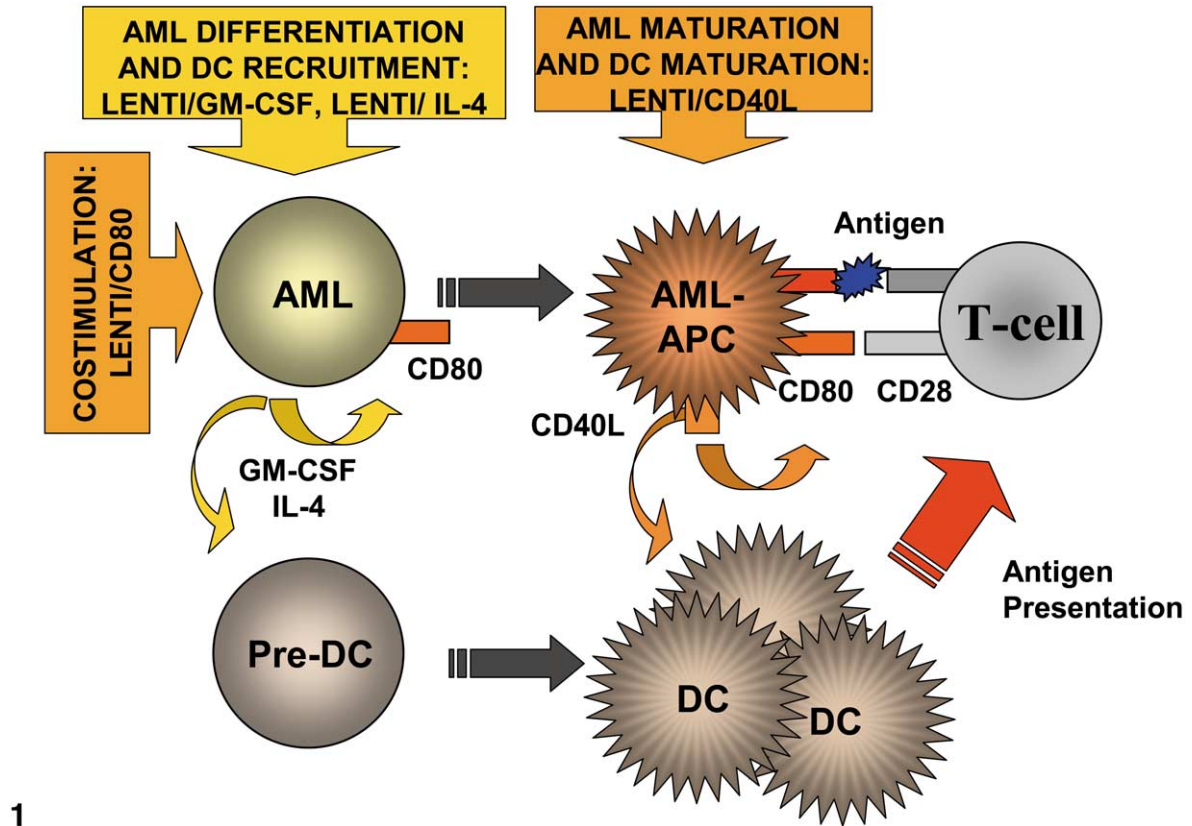 AML DIFFERENTIATION
AND DC RECRUITMENT:
LENTI/GM-CSF, LENTI/ IL-4
AML MATURATION
AND DC MATURATION:
LENTI/CD40L
COSTIMULATION:
LENTI/CD80
AML
CD80
AML-
APC
Antigen
T-cell
CD80
CD28
CD40L
GM-CSF
IL-4
Pre-DC
DC
DC
Antigen
Presentation
1